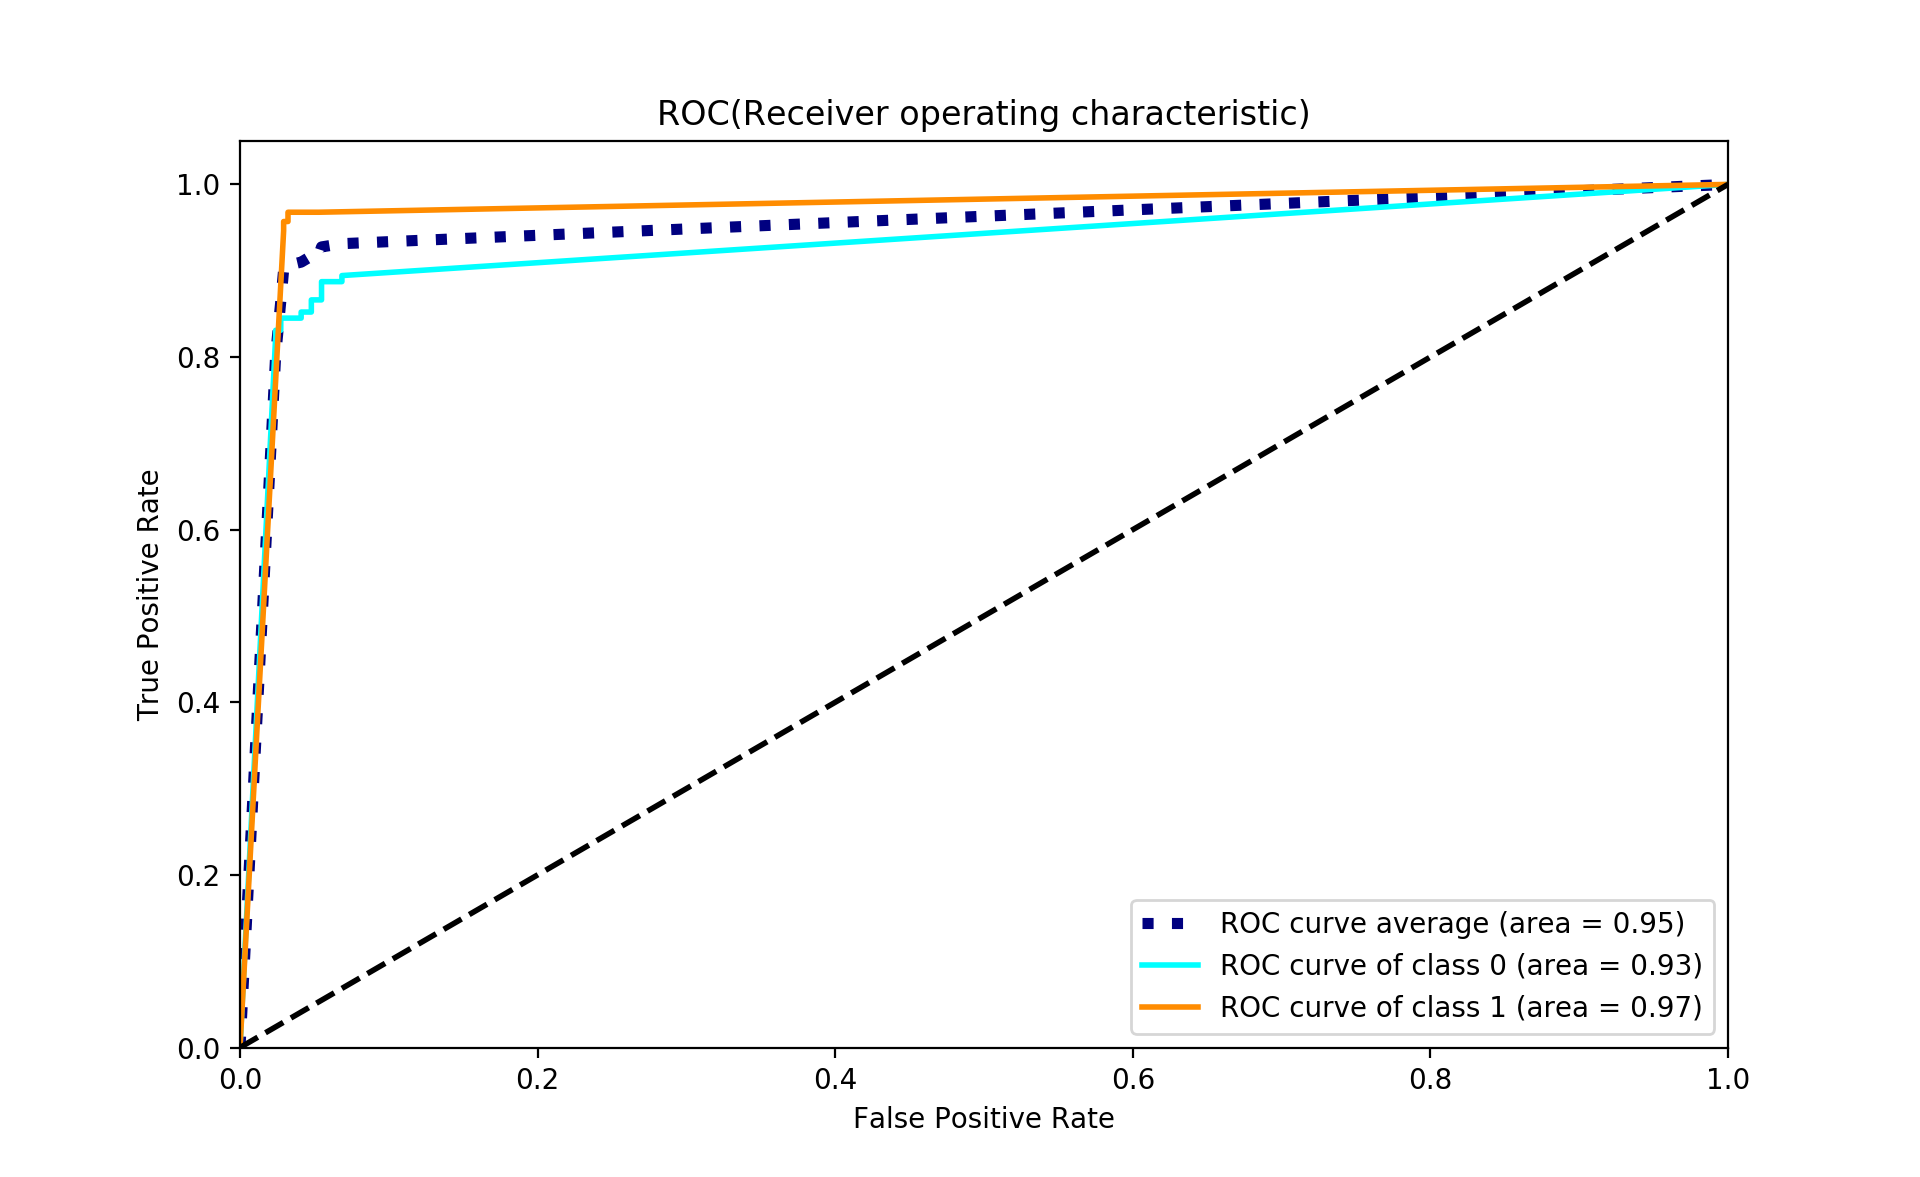 ROC(Receiver operating characteristic)
1.0
0.8
0.6
0.4
0.2
0.0
True Positive Rate
ROC curve average (area = 0.95)
ROC curve of class 0 (area = 0.93)
ROC curve of class 1 (area = 0.97)
0.0 0.2 0.4 0.6 0.8 1.0
False Positive Rate